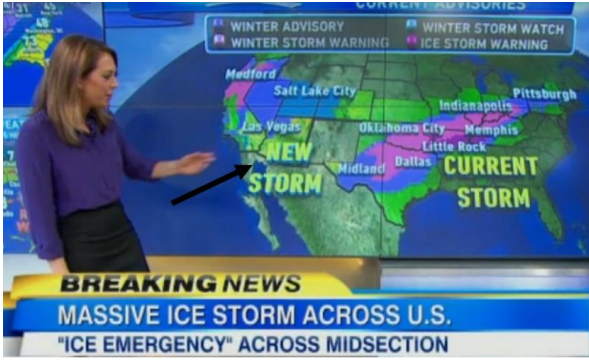 CURRENT ADVISORIES
WINTER ADVISORY
WINTER STORM WATCH
WINTER STORM WARNING
ICE STORM WARNING
Medford
Salt Lake City
Pittsburgh
Indianapolis
Las Vegas
Oklahoma City
Memphis
Little Rock
NEW
STORM
Midland
Dallas
CURRENT
STORM
BREAKING NEWS
MASSIVE ICE STORM ACROSS U.S.
"ICE EMERGENCY" ACROSS MIDSECTION